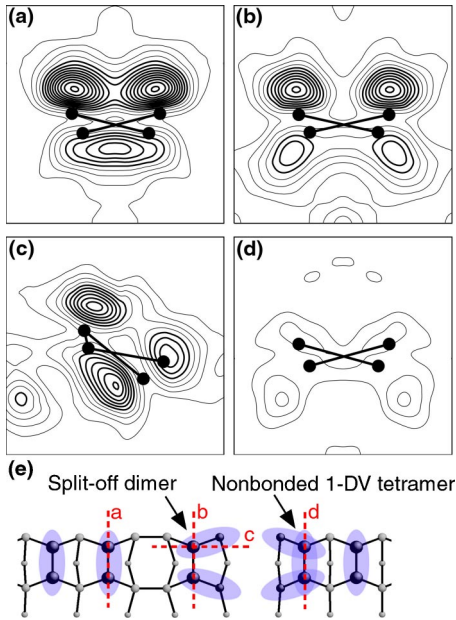 (a)
(b)
(c)
(d)
(e)
Split-off dimer
Nonbonded 1-DV tetramer
a
b
c
d